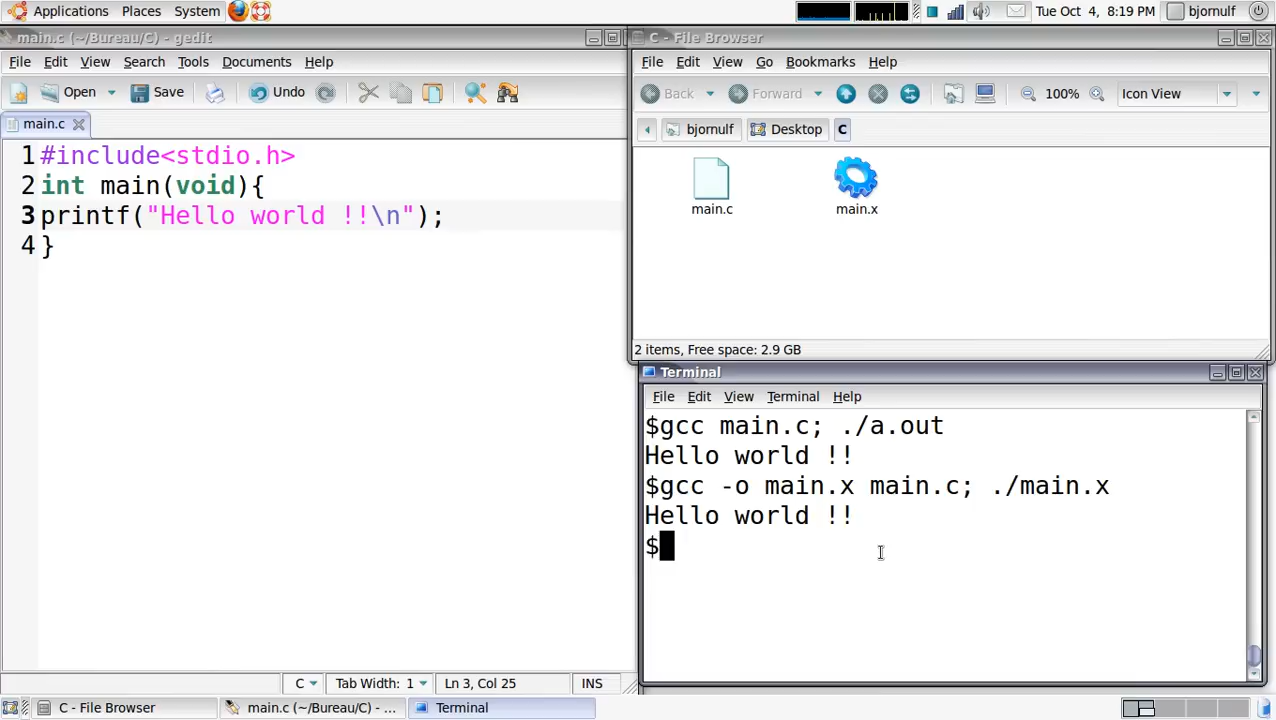 Applications Places System Tue Oct 4, 8:19 PM bjornulf
main.c (~/Bureau/C) - gedit
File Edit View Search Tools Documents Help
Open Save Undo
main.c
1 #include<stdio.h>
2 int main(void){
3 printf("Hello world !!\n");
4 }
C Tab Width: 1 Ln 3, Col 25 INS
C - File Browser
File Edit View Go Bookmarks Help
Back Forward 100% Icon View
bjornulf Desktop C
main.c main.x
2 items, Free space: 2.9 GB
Terminal
File Edit View Terminal Help
$gcc main.c; ./a.out
Hello world !!
$gcc -o main.x main.c; ./main.x
Hello world !!
$
C - File Browser main.c (~/Bureau/C) - ... Terminal